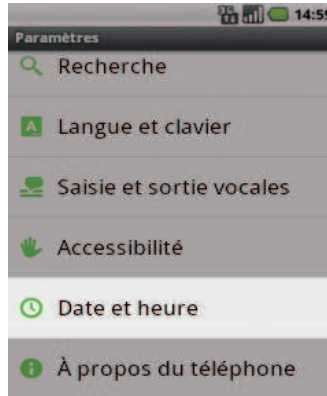 14:59
Paramètres
Recherche
Langue et clavier
Saisie et sortie vocales
Accessibilité
Date et heure
À propos du téléphone